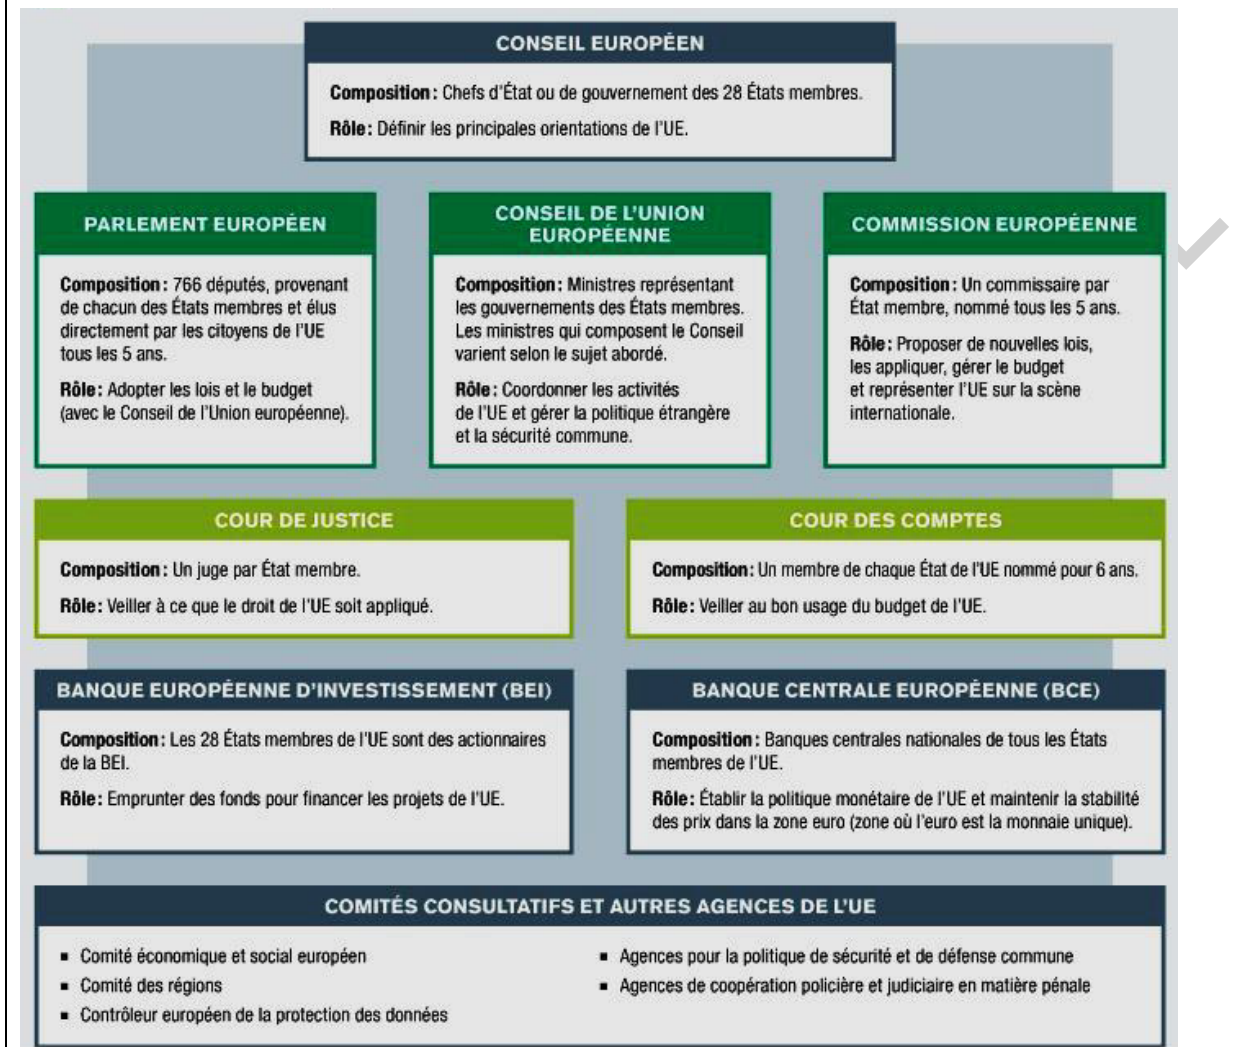 CONSEIL EUROPÉEN
Composition : Chefs d'État ou de gouvernement des 28 États membres.
Rôle : Définir les principales orientations de l'UE.
PARLEMENT EUROPÉEN
Composition : 766 députés, provenant
de chacun des États membres et élus
directement par les citoyens de l'UE
tous les 5 ans.
Rôle : Adopter les lois et le budget
(avec le Conseil de l'Union européenne).
CONSEIL DE L'UNION
EUROPÉENNE
Composition : Ministres représentant
les gouvernements des États membres.
Les ministres qui composent le Conseil
varient selon le sujet abordé.
Rôle : Coordonner les activités
de l'UE et gérer la politique étrangère
et la sécurité commune.
COMMISSION EUROPÉENNE
Composition : Un commissaire par
État membre, nommé tous les 5 ans.
Rôle : Proposer de nouvelles lois,
les appliquer, gérer le budget
et représenter l'UE sur la scène
internationale.
COUR DE JUSTICE
Composition : Un juge par État membre.
Rôle : Veiller à ce que le droit de l'UE soit appliqué.
COUR DES COMPTES
Composition : Un membre de chaque État de l'UE nommé pour 6 ans.
Rôle : Veiller au bon usage du budget de l'UE.
BANQUE EUROPÉENNE D'INVESTISSEMENT (BEI)
Composition : Les 28 États membres de l'UE sont des actionnaires
de la BEI.
Rôle : Emprunter des fonds pour financer les projets de l'UE.
BANQUE CENTRALE EUROPÉENNE (BCE)
Composition : Banques centrales nationales de tous les États
membres de l'UE.
Rôle : Établir la politique monétaire de l'UE et maintenir la stabilité
des prix dans la zone euro (zone où l'euro est la monnaie unique).
COMITÉS CONSULTATIFS ET AUTRES AGENCES DE L'UE
▪ Comité économique et social européen
▪ Comité des régions
▪ Contrôleur européen de la protection des données
▪ Agences pour la politique de sécurité et de défense commune
▪ Agences de coopération policière et judiciaire en matière pénale